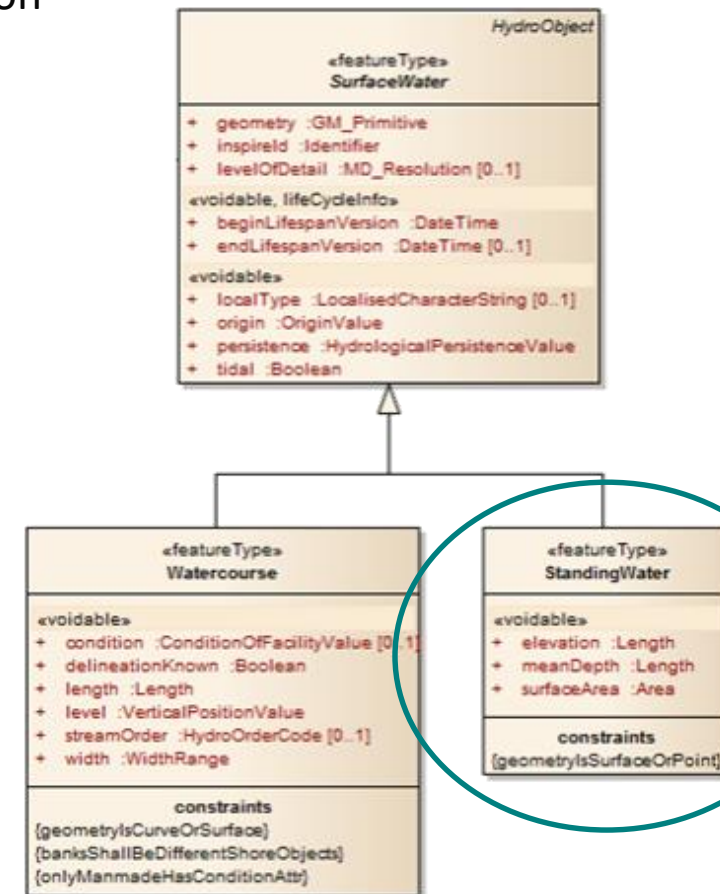 on
HydroObject
«featureType»
SurfaceWater
+ geometry :GM_Primitive
+ inspireId :Identifier
+ levelOfDetail :MD_Resolution [0..1]
«voidable, lifeCycleInfo»
+ beginLifespanVersion :DateTime
+ endLifespanVersion :DateTime [0..1]
«voidable»
+ localType :LocalisedCharacterString [0..1]
+ origin :OriginValue
+ persistence :HydrologicalPersistenceValue
+ tidal :Boolean
«featureType»
Watercourse
«voidable»
+ condition :ConditionOfFacilityValue [0..1]
+ delineationKnown :Boolean
+ length :Length
+ level :VerticalPositionValue
+ streamOrder :HydroOrderCode [0..1]
+ width :WidthRange
constraints
{geometryIsCurveOrSurface}
{banksShallBeDifferentShoreObjects}
{onlyManmadeHasConditionAttr}
«featureType»
StandingWater
«voidable»
+ elevation :Length
+ meanDepth :Length
+ surfaceArea :Area
constraints
{geometryIsSurfaceOrPoint}